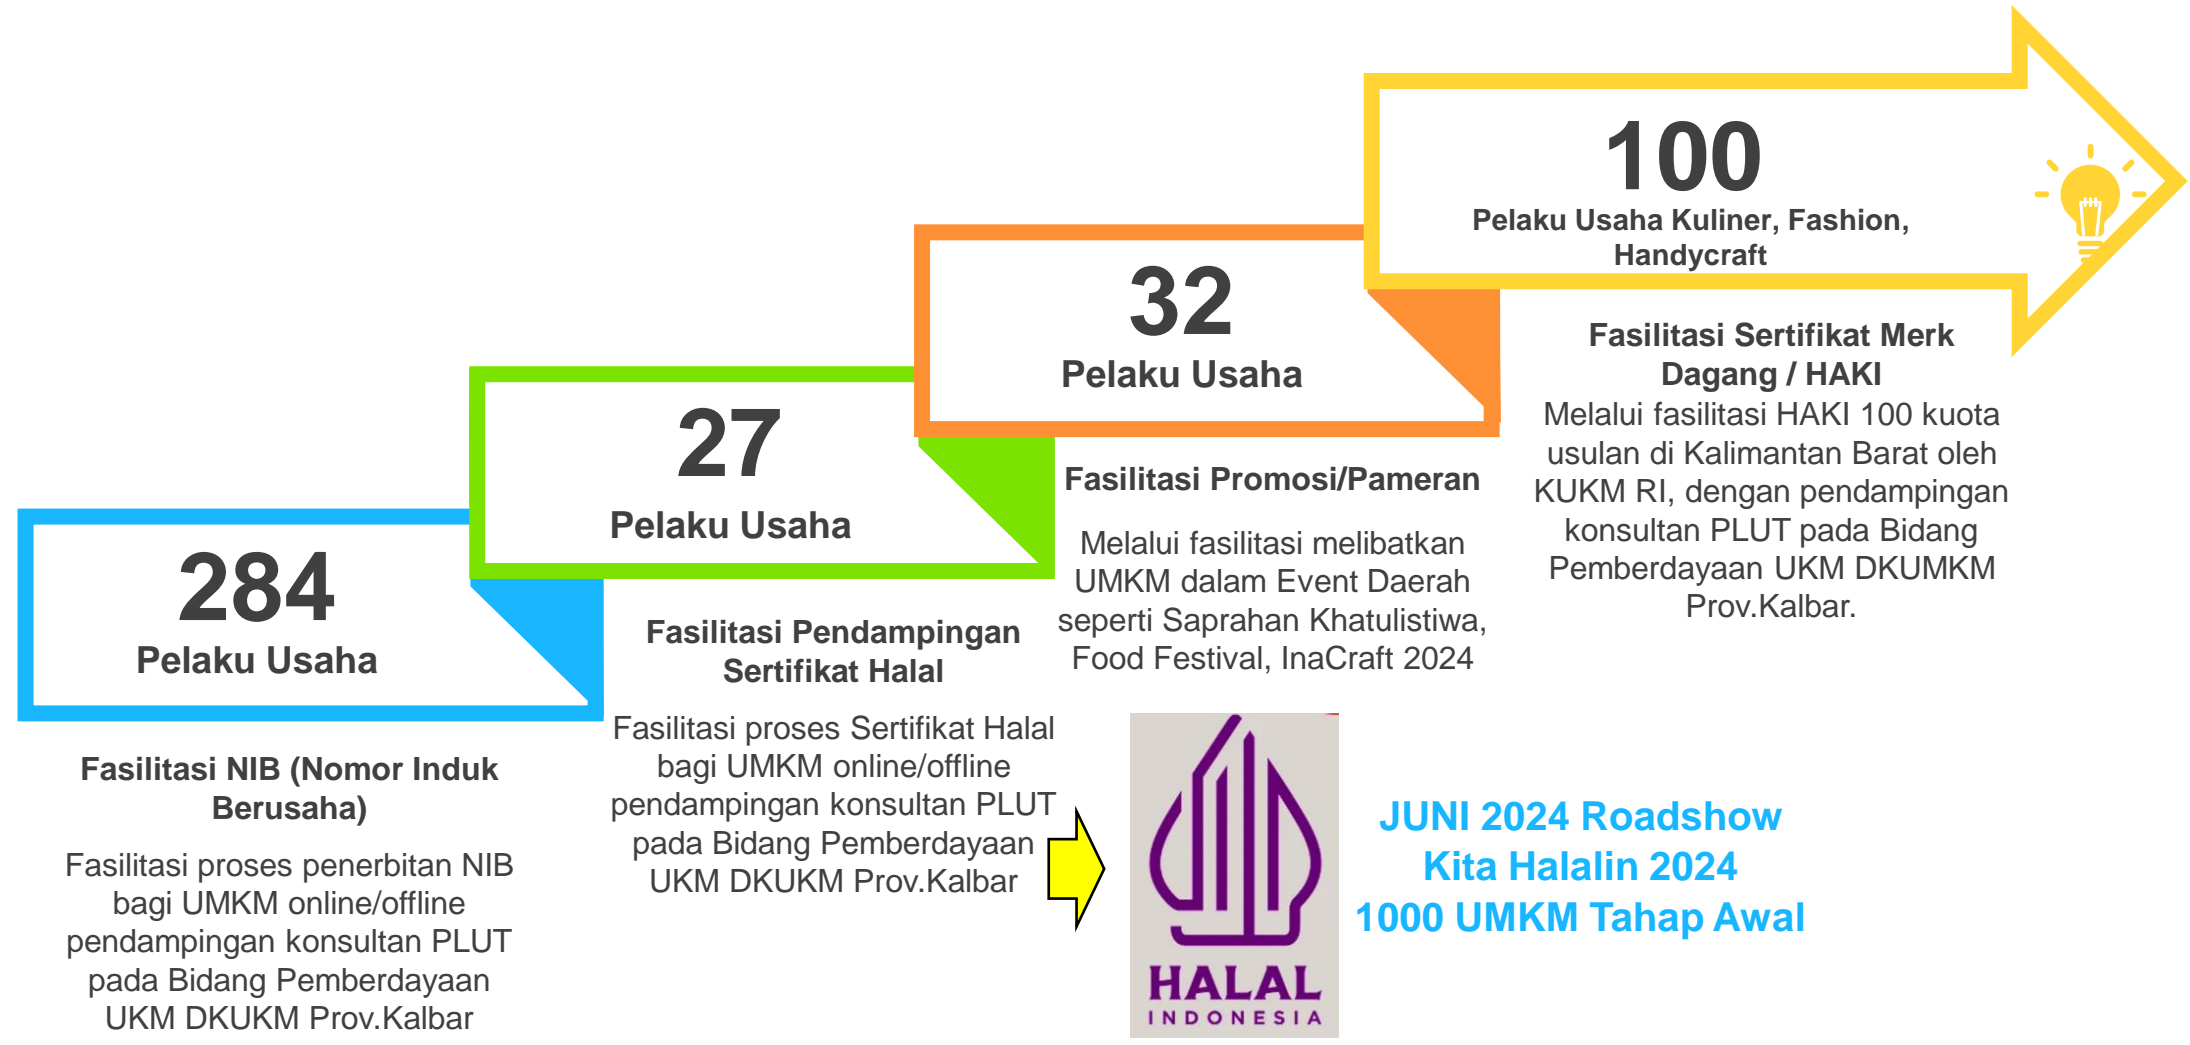 284
Pelaku Usaha
Fasilitasi NIB (Nomor Induk
Berusaha)
Fasilitasi proses penerbitan NIB
bagi UMKM online/offline
pendampingan konsultan PLUT
pada Bidang Pemberdayaan
UKM DKUKM Prov.Kalbar
27
Pelaku Usaha
Fasilitasi Pendampingan
Sertifikat Halal
Fasilitasi proses Sertifikat Halal
bagi UMKM online/offline
pendampingan konsultan PLUT
pada Bidang Pemberdayaan
UKM DKUKM Prov.Kalbar
32
Pelaku Usaha
Fasilitasi Promosi/Pameran
Melalui fasilitasi melibatkan
UMKM dalam Event Daerah
seperti Saprahan Khatulistiwa,
Food Festival, InaCraft 2024
100
Pelaku Usaha Kuliner, Fashion,
Handycraft
Fasilitasi Sertifikat Merk
Dagang / HAKI
Melalui fasilitasi HAKI 100 kuota
usulan di Kalimantan Barat oleh
KUKM RI, dengan pendampingan
konsultan PLUT pada Bidang
Pemberdayaan UKM DKUMKM
Prov.Kalbar.
HALAL
INDONESIA
JUNI 2024 Roadshow
Kita Halalin 2024
1000 UMKM Tahap Awal